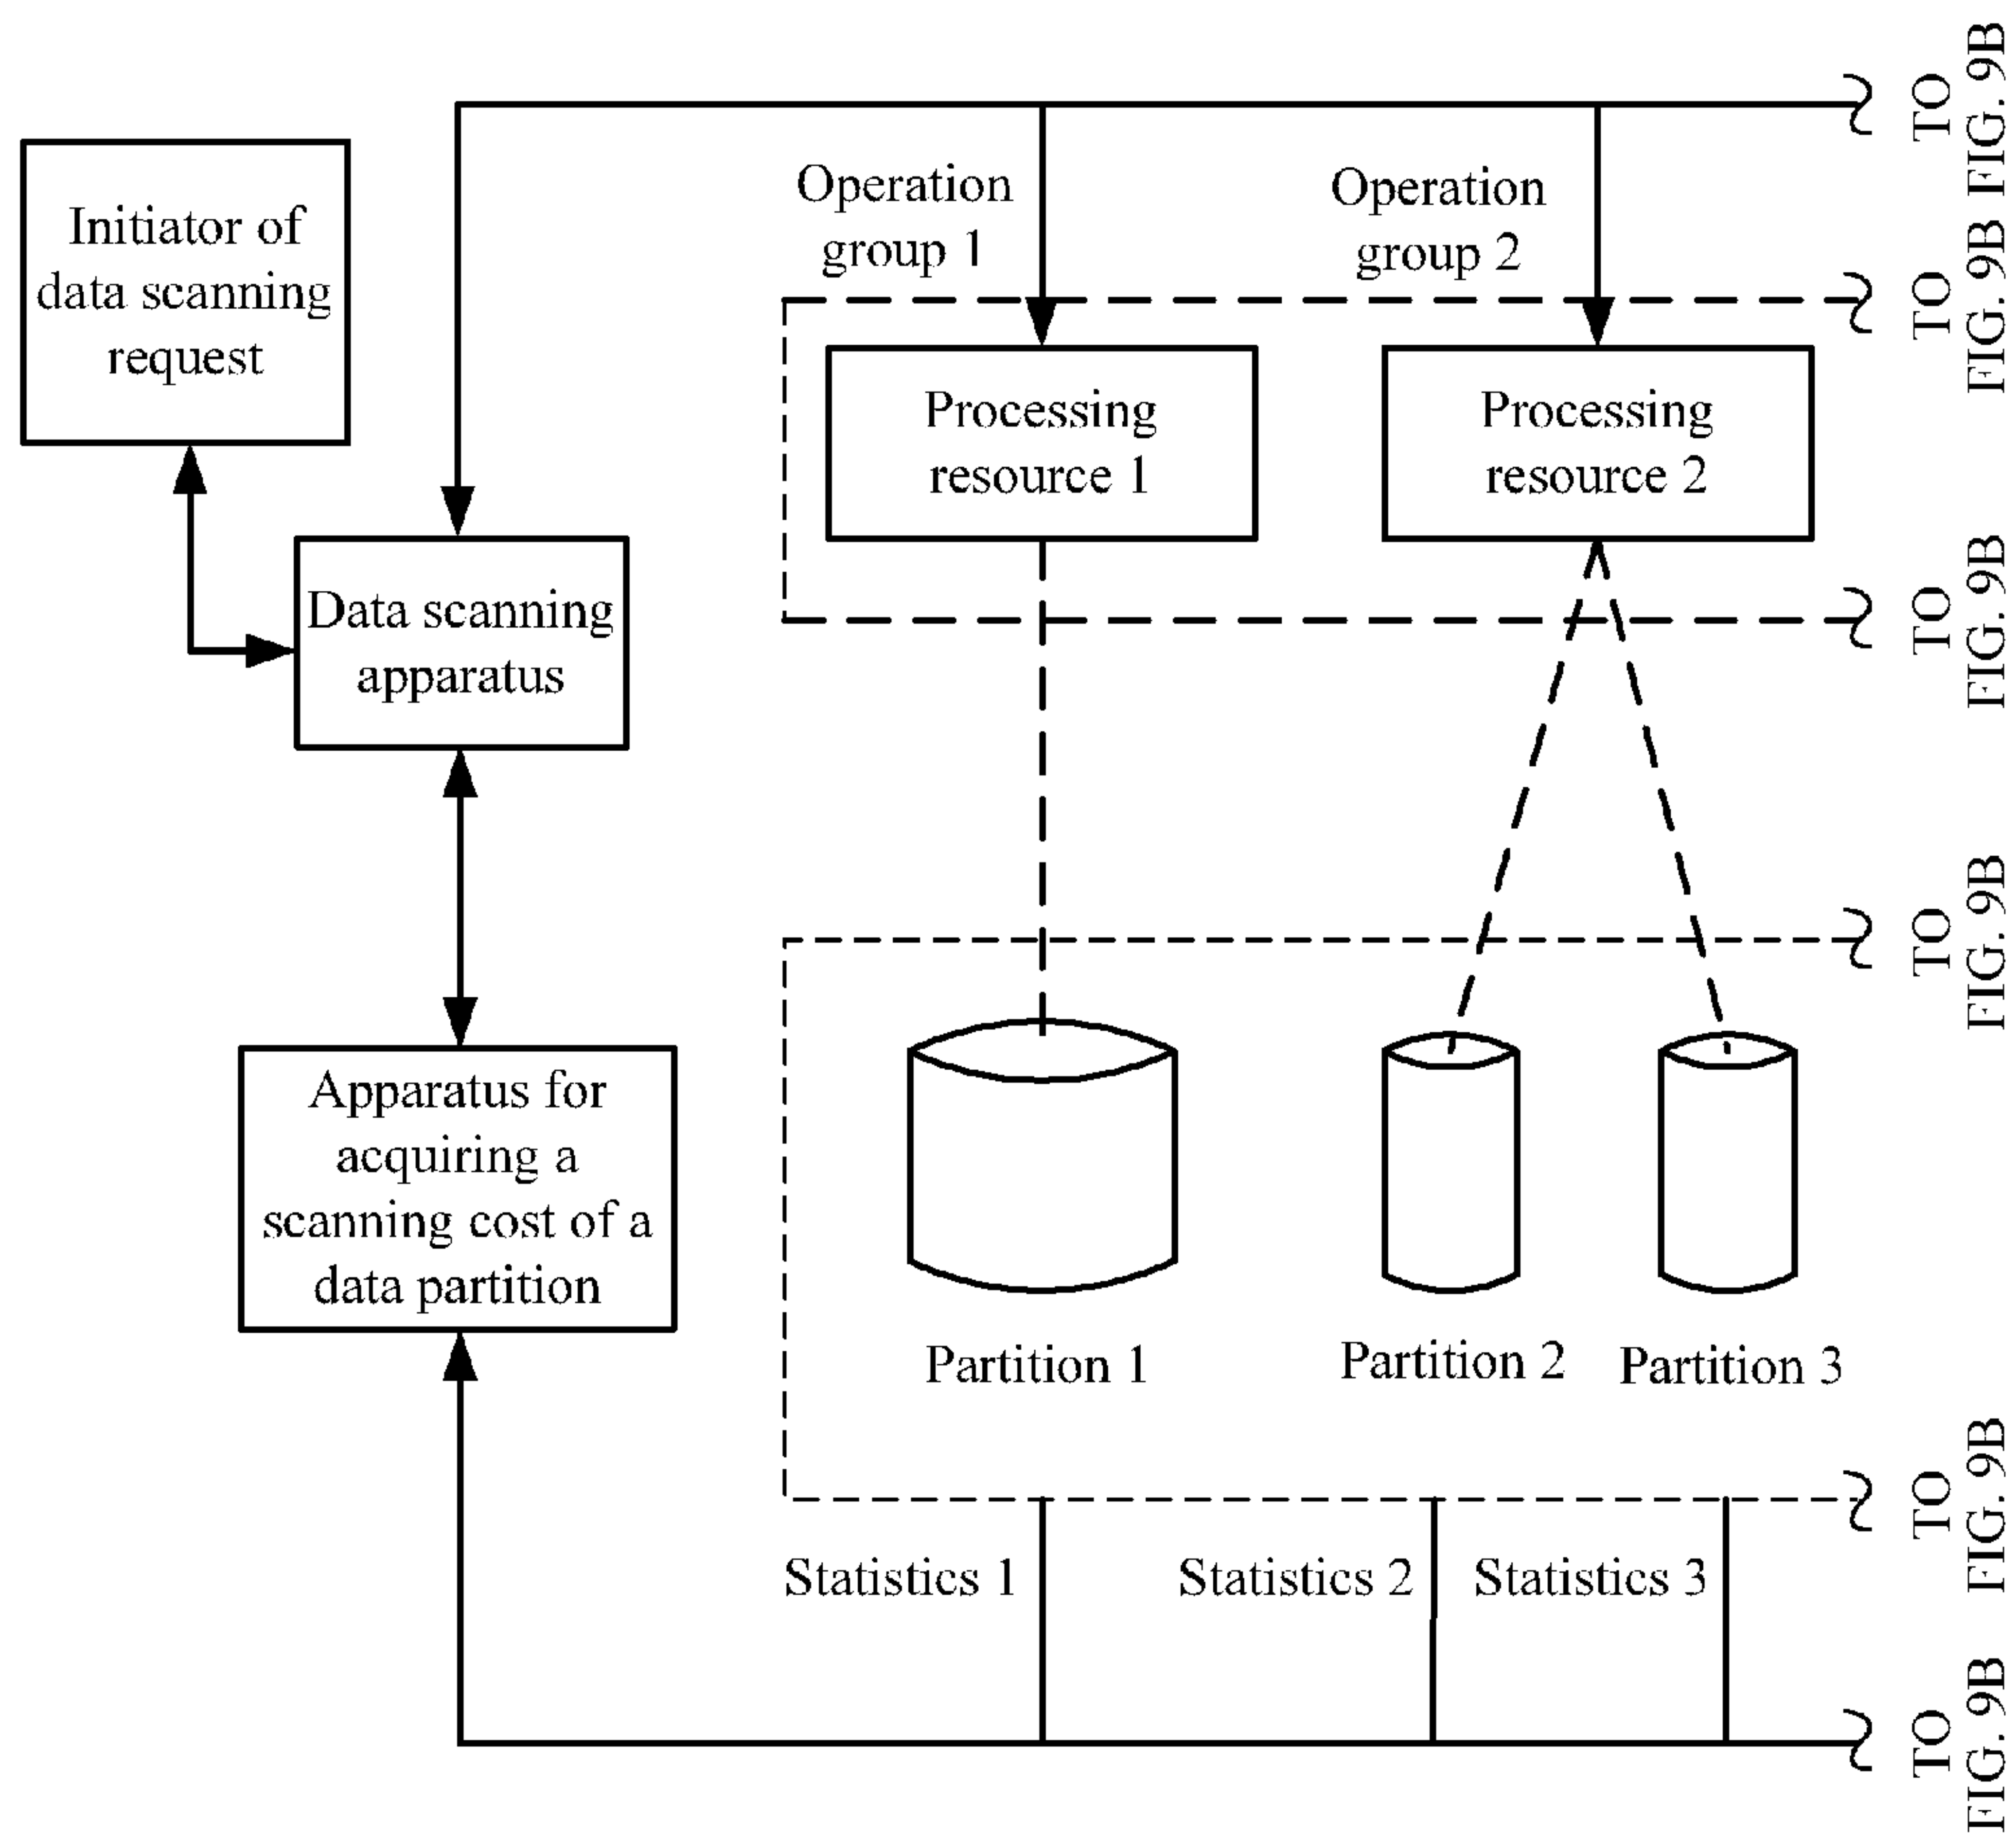 Initiator of
data scanning
request
Operation
group 1
Operation
group 2
Processing
resource 1
Processing
resource 2
Data scanning
apparatus
Apparatus for
acquiring a
scanning cost of a
data partition
Partition 1
Partition 2
Partition 3
Statistics 1
Statistics 2
Statistics 3
TO
FIG. 9B
TO
FIG. 9B
TO
FIG. 9B
TO
FIG. 9B
TO
FIG. 9B
TO
FIG. 9B